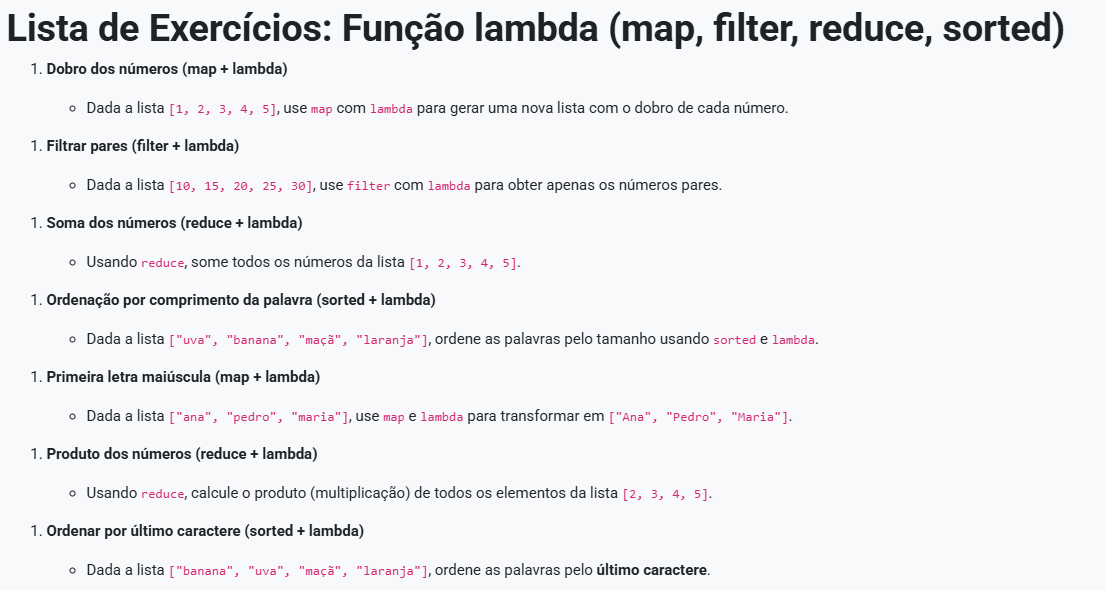 Lista de Exercícios: Função lambda (map, filter, reduce, sorted)
1. Dobro dos números (map + lambda)
Dada a lista [1, 2, 3, 4, 5], use map com lambda para gerar uma nova lista com o dobro de cada número.
1. Filtrar pares (filter + lambda)
Dada a lista [10, 15, 20, 25, 30], use filter com lambda para obter apenas os números pares.
1. Soma dos números (reduce + lambda)
Usando reduce, some todos os números da lista [1, 2, 3, 4, 5].
1. Ordenação por comprimento da palavra (sorted + lambda)
Dada a lista ["uva", "banana", "maçã", "laranja"], ordene as palavras pelo tamanho usando sorted e lambda.
1. Primeira letra maiúscula (map + lambda)
Dada a lista ["ana", "pedro", "maria"], use map e lambda para transformar em ["Ana", "Pedro", "Maria"].
1. Produto dos números (reduce + lambda)
Usando reduce, calcule o produto (multiplicação) de todos os elementos da lista [2, 3, 4, 5].
1. Ordenar por último caractere (sorted + lambda)
Dada a lista ["banana", "uva", "maçã", "laranja"], ordene as palavras pelo último caractere.